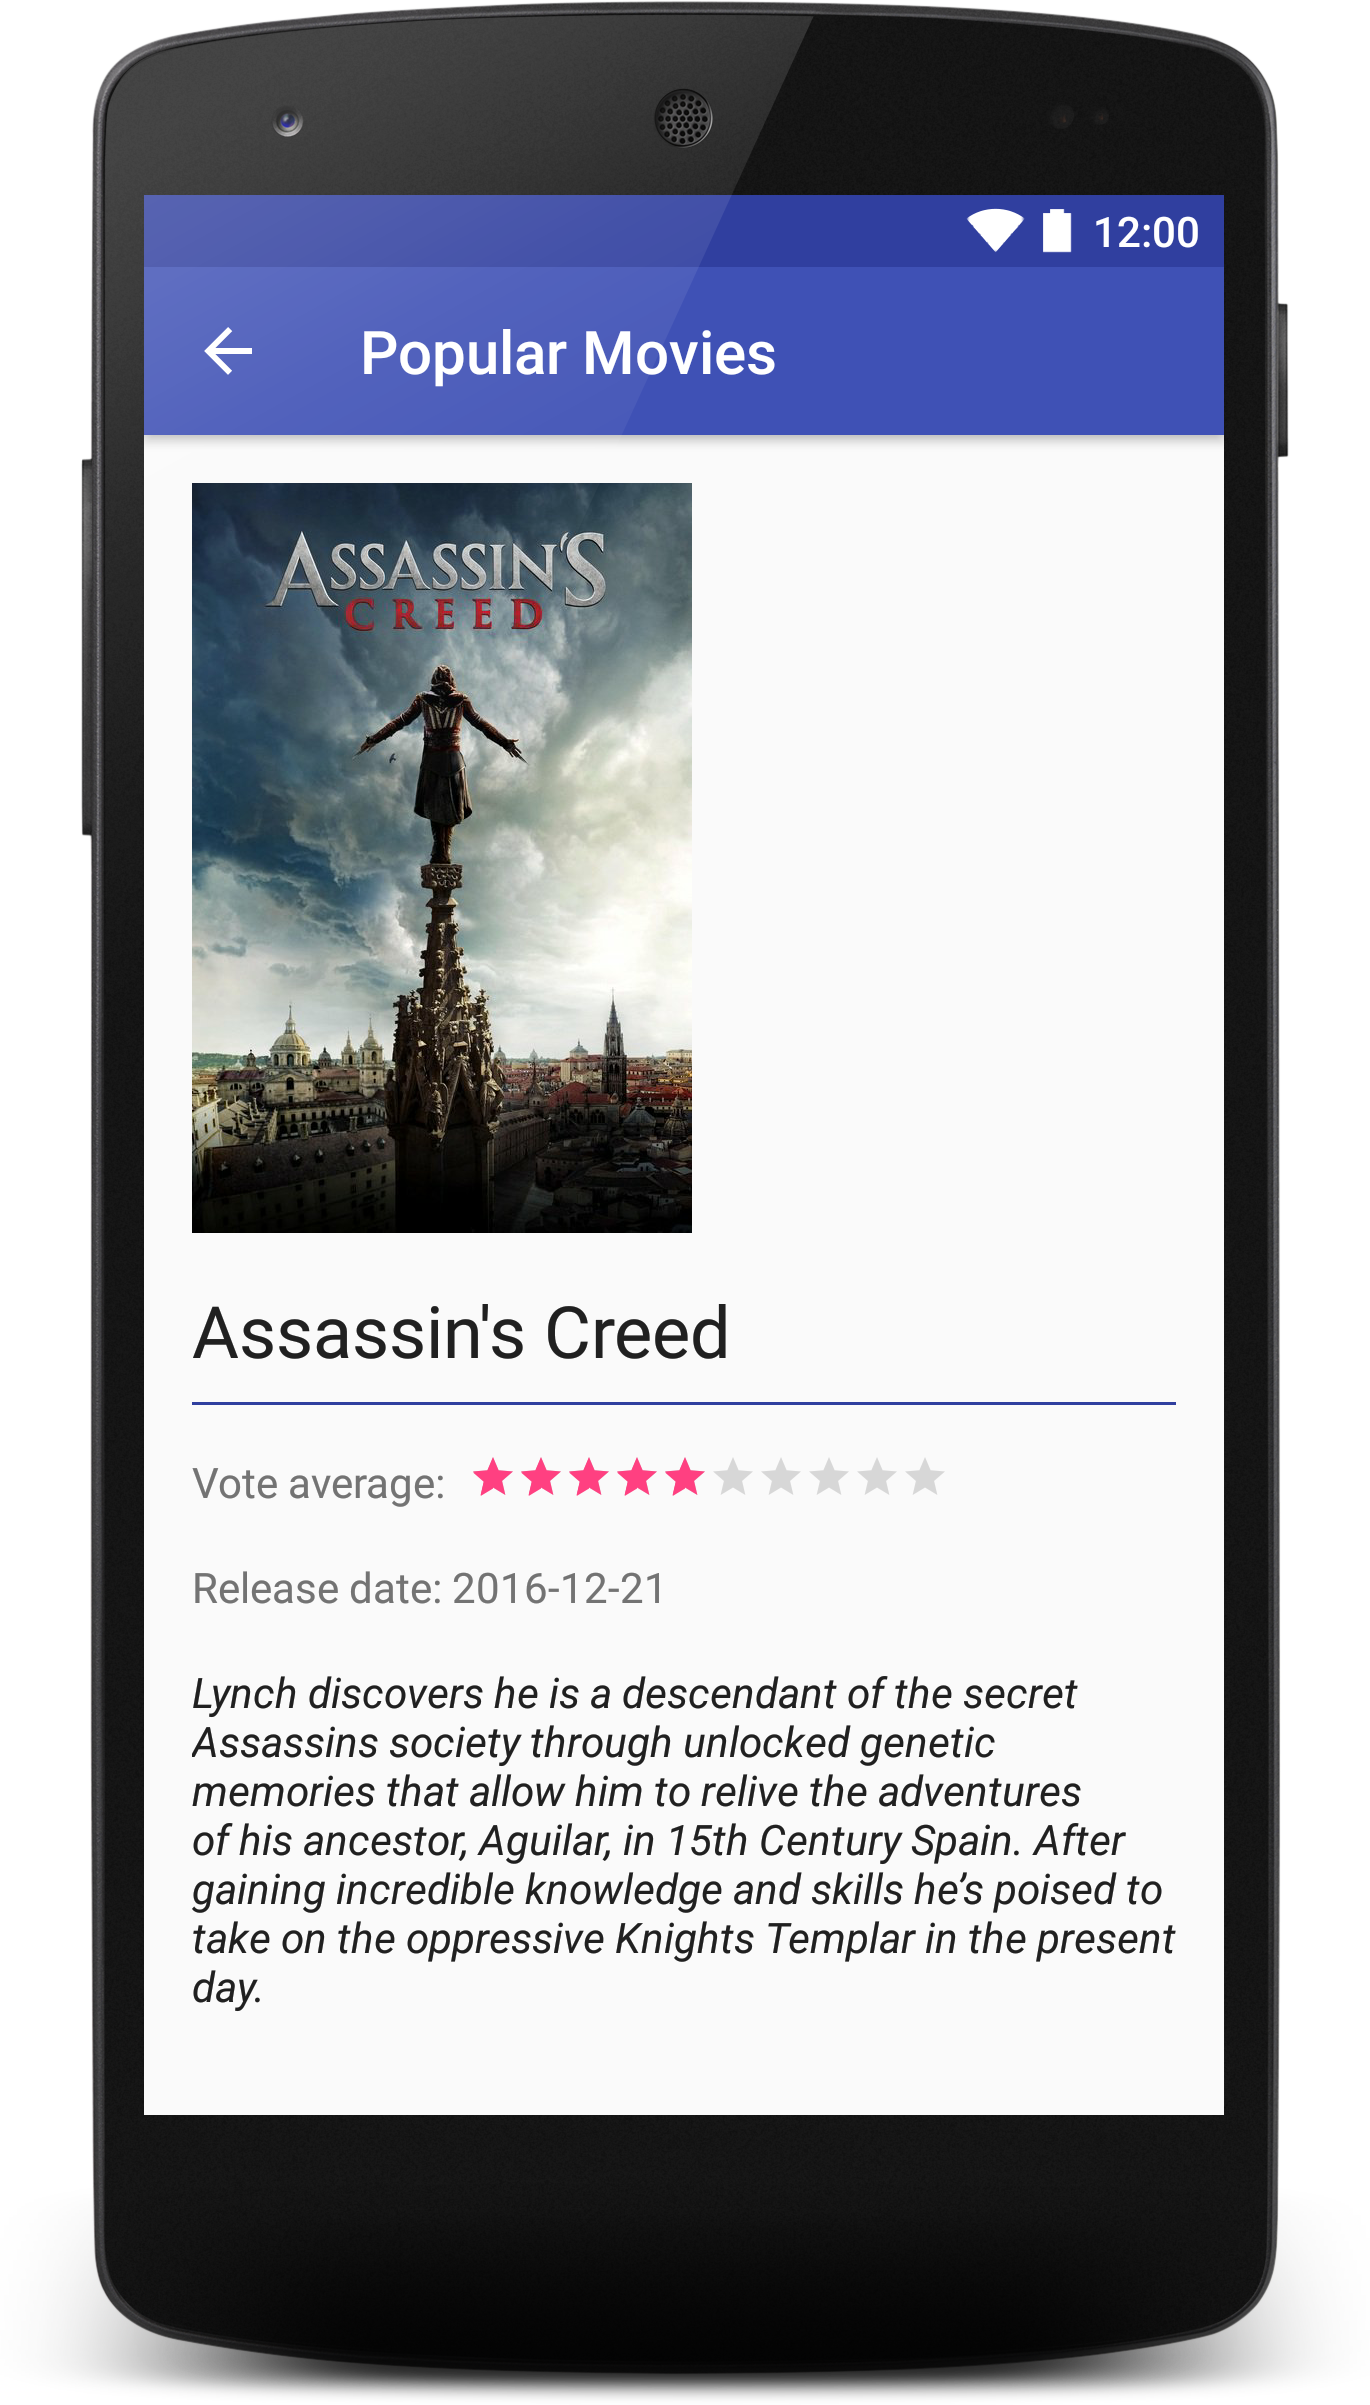 12:00
Popular Movies
ASSASSIN'S
CREED
Assassin's Creed
Vote average:
Release date: 2016-12-21
Lynch discovers he is a descendant of the secret
Assassins society through unlocked genetic
memories that allow him to relive the adventures
of his ancestor, Aguilar, in 15th Century Spain. After
gaining incredible knowledge and skills he’s poised to
take on the oppressive Knights Templar in the present
day.